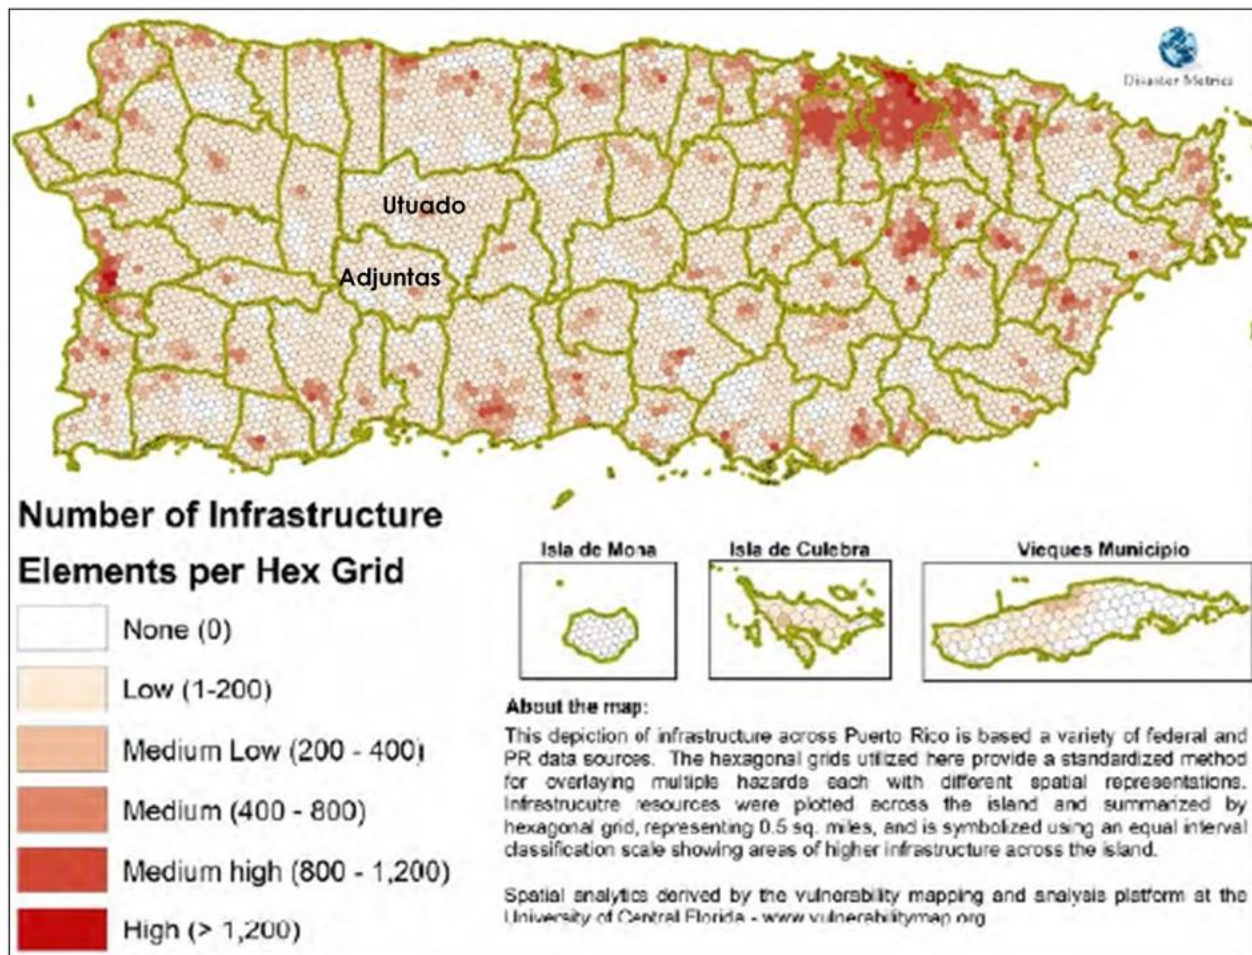 Disaster Metrics
Utuado
Adjuntas
Number of Infrastructure
Elements per Hex Grid
None (0)
Low (1-200)
Medium Low (200 - 400)
Medium (400 - 800)
Medium high (800 - 1,200)
High (> 1,200)
Isla de Mona
Isla de Culebra
Vieques Municipio
About the map:
This depiction of infrastructure across Puerto Rico is based a variety of federal and
PR data sources. The hexagonal grids utilized here provide a standardized method
for overlaying multiple hazards each with different spatial representations.
Infrastrucutre resources were plotted across the island and summarized by
hexagonal grid, representing 0.5 sq. miles, and is symbolized using an equal interval
classification scale showing areas of higher infrastructure across the island.
Spatial analytics derived by the vulnerability mapping and analysis platform at the
University of Central Florida - www.vulnerabilitymap.org